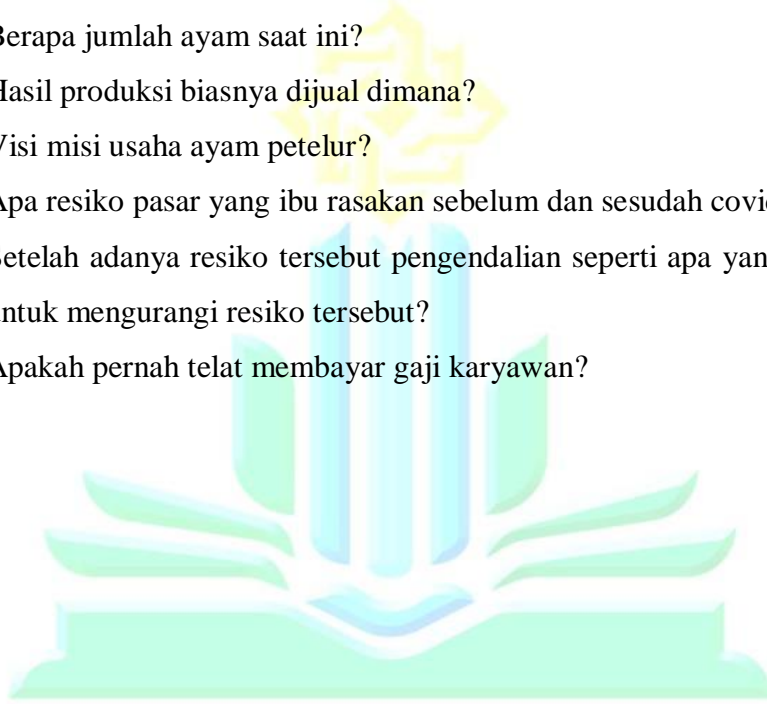 Berapa jumlah ayam saat ini?
Hasil produksi biasnya dijual dimana?
Visi misi usaha ayam petelur?
Apa resiko pasar yang ibu rasakan sebelum dan sesudah
Setelah adanya resiko tersebut pengendalian seperti apa
untuk mengurangi resiko tersebut?
Apakah pernah telat membayar gaji karyawan?